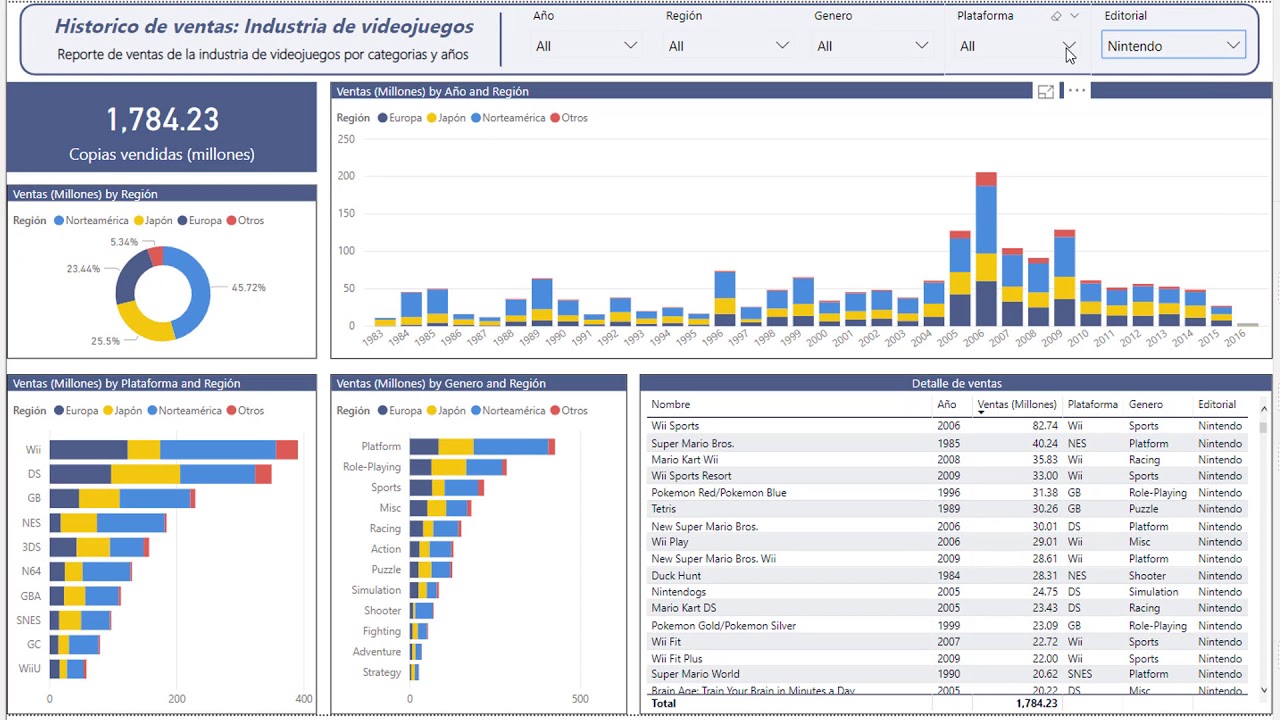 Historico de ventas: Industria de videojuegos
Reporte de ventas de la industria de videojuegos por categorias y años
Año
All
Región
All
Genero
All
Plataforma
All
Editorial
Nintendo
1,784.23
Copias vendidas (millones)
Ventas (Millones) by Región
Región Norteamérica Japón Europa Otros
5.34%
23.44%
45.72%
25.5%
Ventas (Millones) by Año and Región
Región Europa Japón Norteamérica Otros
250
200
150
100
50
0
1983 1984 1985 1986 1987 1988 1989 1990 1991 1992 1993 1994 1995 1996 1997 1998 1999 2000 2001 2002 2003 2004 2005 2006 2007 2008 2009 2010 2011 2012 2013 2014 2015 2016
Ventas (Millones) by Plataforma and Región
Región Europa Japón Norteamérica Otros
Wii
DS
GB
NES
3DS
N64
GBA
SNES
GC
WiiU
0 200 400
Ventas (Millones) by Genero and Región
Región Europa Japón Norteamérica Otros
Platform
Role-Playing
Sports
Misc
Racing
Action
Puzzle
Simulation
Shooter
Fighting
Adventure
Strategy
0 500
Detalle de ventas
Nombre Año Ventas (Millones) Plataforma Genero Editorial
Wii Sports 2006 82.74 Wii Sports Nintendo
Super Mario Bros. 1985 40.24 NES Platform Nintendo
Mario Kart Wii 2008 35.83 Wii Racing Nintendo
Wii Sports Resort 2009 33.00 Wii Sports Nintendo
Pokemon Red/Pokemon Blue 1996 31.38 GB Role-Playing Nintendo
Tetris 1989 30.26 GB Puzzle Nintendo
New Super Mario Bros. 2006 30.01 DS Platform Nintendo
Wii Play 2006 29.01 Wii Misc Nintendo
New Super Mario Bros. Wii 2009 28.61 Wii Platform Nintendo
Duck Hunt 1984 28.31 NES Shooter Nintendo
Nintendogs 2005 24.75 DS Simulation Nintendo
Mario Kart DS 2005 23.43 DS Racing Nintendo
Pokemon Gold/Pokemon Silver 1999 23.09 GB Role-Playing Nintendo
Wii Fit 2007 22.72 Wii Sports Nintendo
Wii Fit Plus 2009 22.00 Wii Sports Nintendo
Super Mario World 1990 20.62 SNES Platform Nintendo
Brain Age: Train Your Brain in Minutes a Day 2005 20.22 DS Misc Nintendo
Total 1,784.23